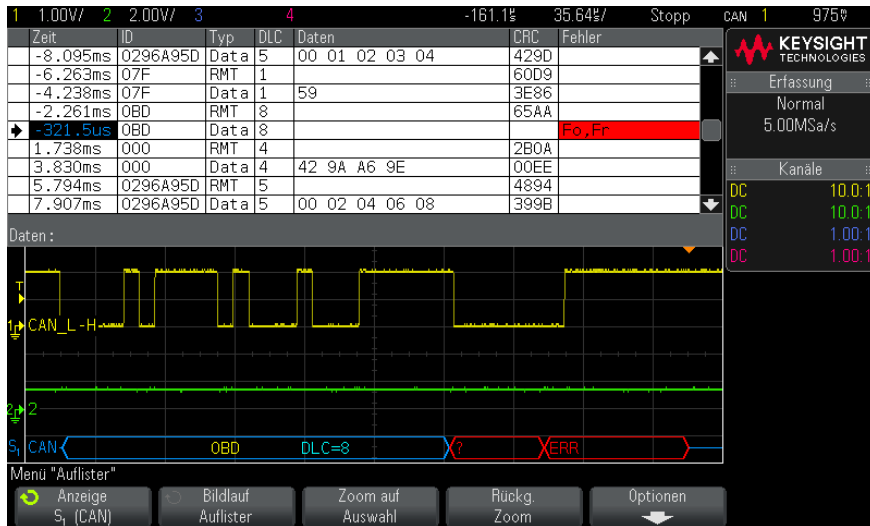 1 1.00V/ 2 2.00V/ 3 4 -161.1µs 35.64µs/ Stopp CAN 1 975V
Zeit ID Typ DLC Daten CRC Fehler
-8.095ms 0296A95D Data 5 00 01 02 03 04 429D
-6.263ms 07F RMT 1 60D9
-4.238ms 07F Data 1 59 3E86
-2.261ms 0BD RMT 8 65AA
-321.5us 0BD Data 8 Fo,Fr
1.738ms 000 RMT 4 2B0A
3.830ms 000 Data 4 42 9A A6 9E 00EE
5.794ms 0296A95D RMT 5 4894
7.907ms 0296A95D Data 5 00 02 04 06 08 399B
Daten:
KEYSIGHT
TECHNOLOGIES
Erfassung
Normal
5.00MSa/s
Kanäle
DC 10.0:1
DC 10.0:1
DC 1.00:1
DC 1.00:1
T
1 CAN_L-H
2 2
S1 CAN 0BD DLC=8 ? ERR
Menü "Auflister"
Anzeige
S1 (CAN)
Bildlauf
Auflister
Zoom auf
Auswahl
Rückg.
Zoom
Optionen